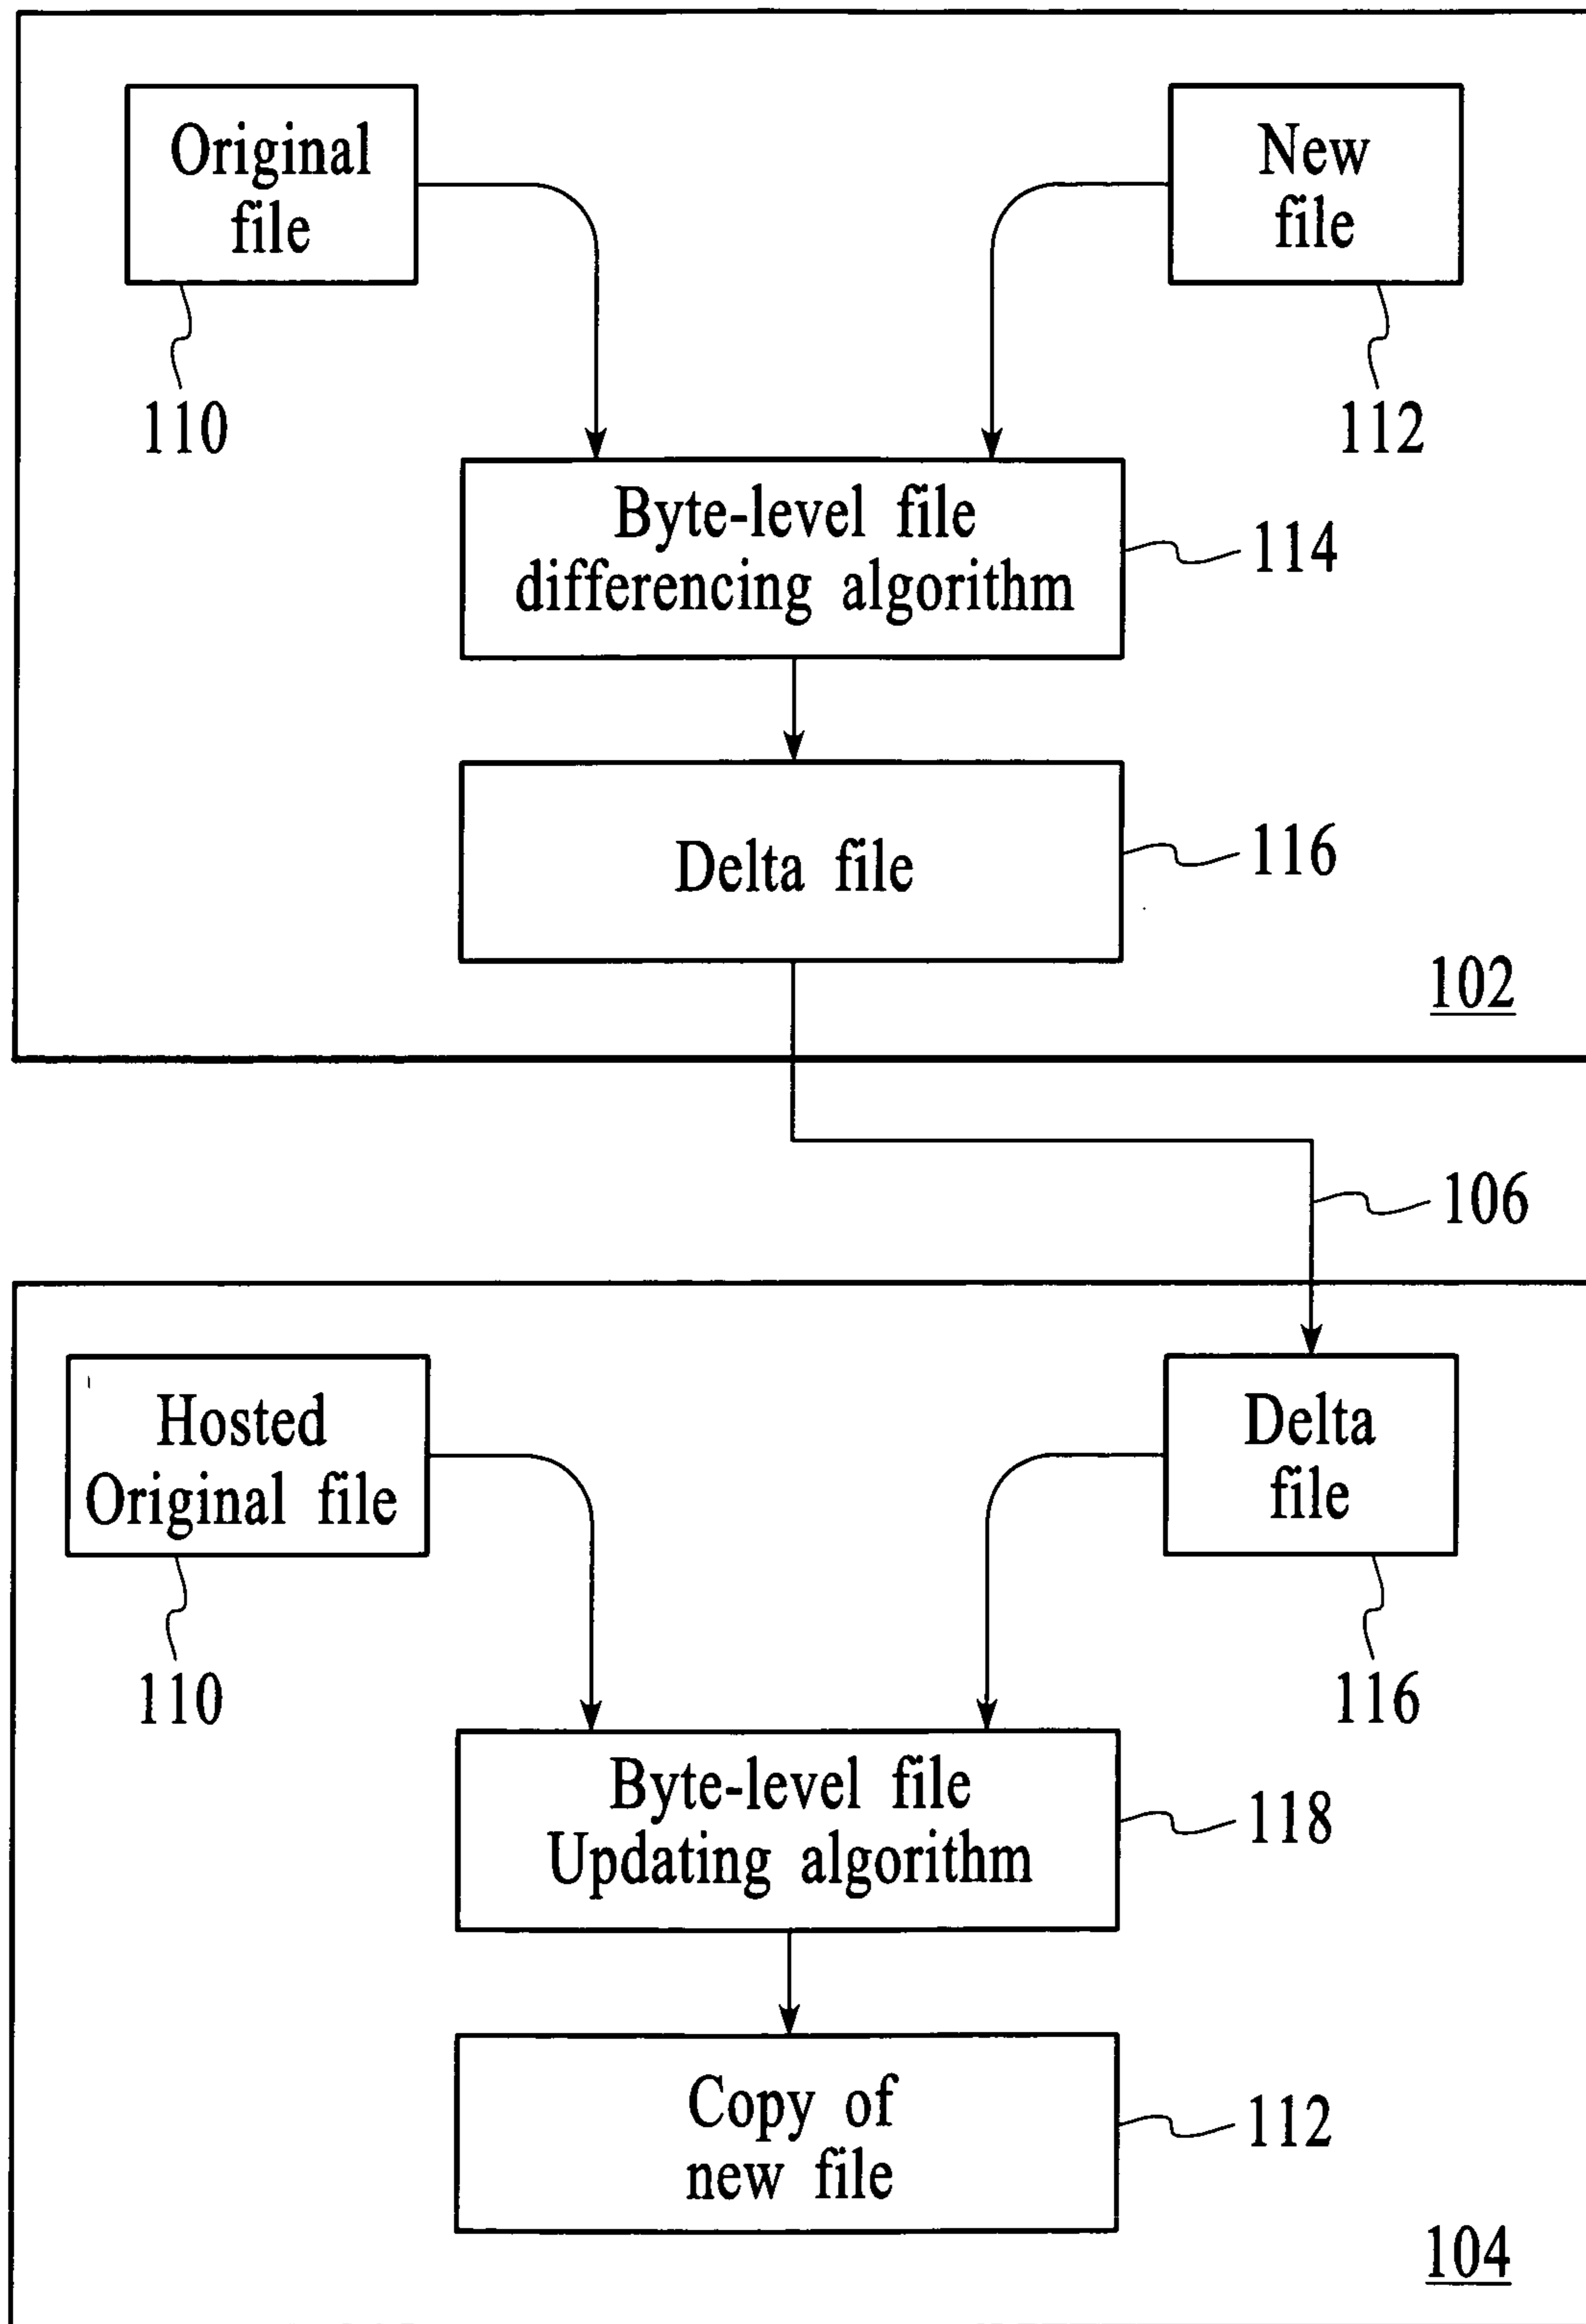 Original
file
New
file
110
112
Byte-level file
differencing algorithm
114
Delta file
116
102
106
Hosted
Original file
Delta
file
110
116
Byte-level file
Updating algorithm
118
Copy of
new file
112
104